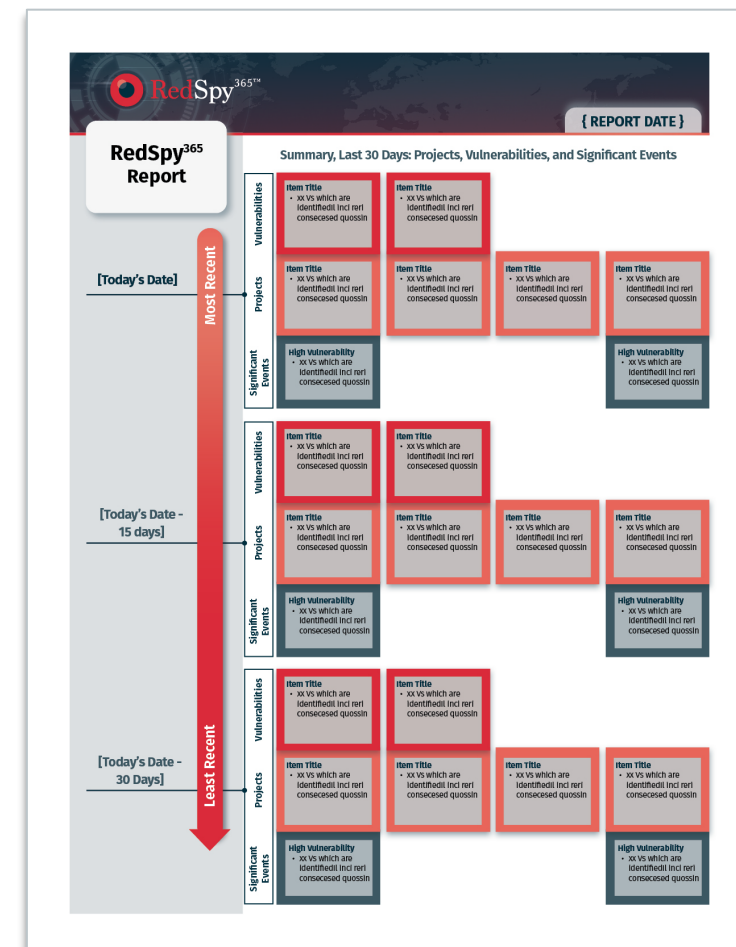 RedSpy365™
{ REPORT DATE }
RedSpy365
Report
Summary, Last 30 Days: Projects, Vulnerabilities, and Significant Events
Most Recent
Least Recent
[Today's Date]
Vulnerabilities
Item Title
• xx Vs which are
identifiedil inci reri
consecesed quossin
Item Title
• xx Vs which are
identifiedil inci reri
consecesed quossin
Projects
Item Title
• xx Vs which are
identifiedil inci reri
consecesed quossin
Item Title
• xx Vs which are
identifiedil inci reri
consecesed quossin
Item Title
• xx Vs which are
identifiedil inci reri
consecesed quossin
Item Title
• xx Vs which are
identifiedil inci reri
consecesed quossin
Significant
Events
High Vulnerability
• xx Vs which are
identifiedil inci reri
consecesed quossin
High Vulnerability
• xx Vs which are
identifiedil inci reri
consecesed quossin
[Today's Date -
15 days]
Vulnerabilities
Item Title
• xx Vs which are
identifiedil inci reri
consecesed quossin
Item Title
• xx Vs which are
identifiedil inci reri
consecesed quossin
Projects
Item Title
• xx Vs which are
identifiedil inci reri
consecesed quossin
Item Title
• xx Vs which are
identifiedil inci reri
consecesed quossin
Item Title
• xx Vs which are
identifiedil inci reri
consecesed quossin
Item Title
• xx Vs which are
identifiedil inci reri
consecesed quossin
Significant
Events
High Vulnerability
• xx Vs which are
identifiedil inci reri
consecesed quossin
High Vulnerability
• xx Vs which are
identifiedil inci reri
consecesed quossin
[Today's Date -
30 Days]
Vulnerabilities
Item Title
• xx Vs which are
identifiedil inci reri
consecesed quossin
Item Title
• xx Vs which are
identifiedil inci reri
consecesed quossin
Projects
Item Title
• xx Vs which are
identifiedil inci reri
consecesed quossin
Item Title
• xx Vs which are
identifiedil inci reri
consecesed quossin
Item Title
• xx Vs which are
identifiedil inci reri
consecesed quossin
Item Title
• xx Vs which are
identifiedil inci reri
consecesed quossin
Significant
Events
High Vulnerability
• xx Vs which are
identifiedil inci reri
consecesed quossin
High Vulnerability
• xx Vs which are
identifiedil inci reri
consecesed quossin